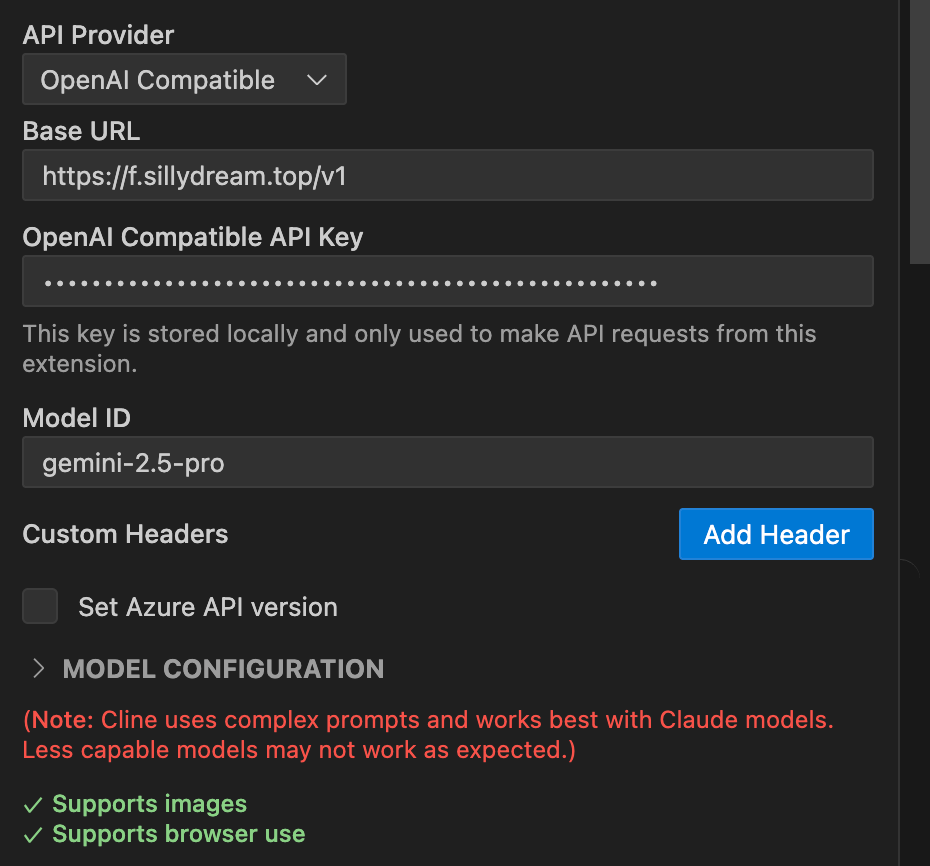 API Provider
OpenAI Compatible
Base URL
https://f.sillydream.top/v1
OpenAI Compatible API Key
•••••••••••••••••••••••••••••••••••••••••••••••••••
This key is stored locally and only used to make API requests from this
extension.
Model ID
gemini-2.5-pro
Custom Headers
Add Header
Set Azure API version
MODEL CONFIGURATION
(Note: Cline uses complex prompts and works best with Claude models.
Less capable models may not work as expected.)
✓ Supports images
✓ Supports browser use